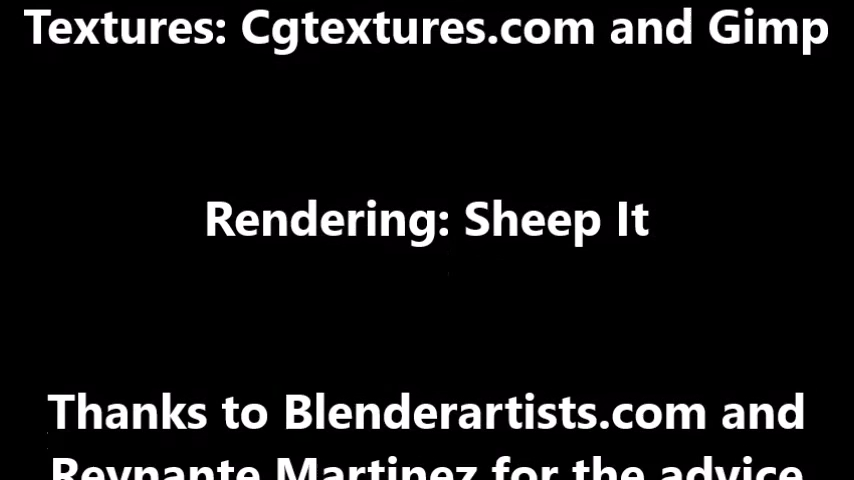 Textures: Cgtextures.com and Gimp
Rendering: Sheep It
Thanks to Blenderartists.com and
Reynante Martinez for the advice